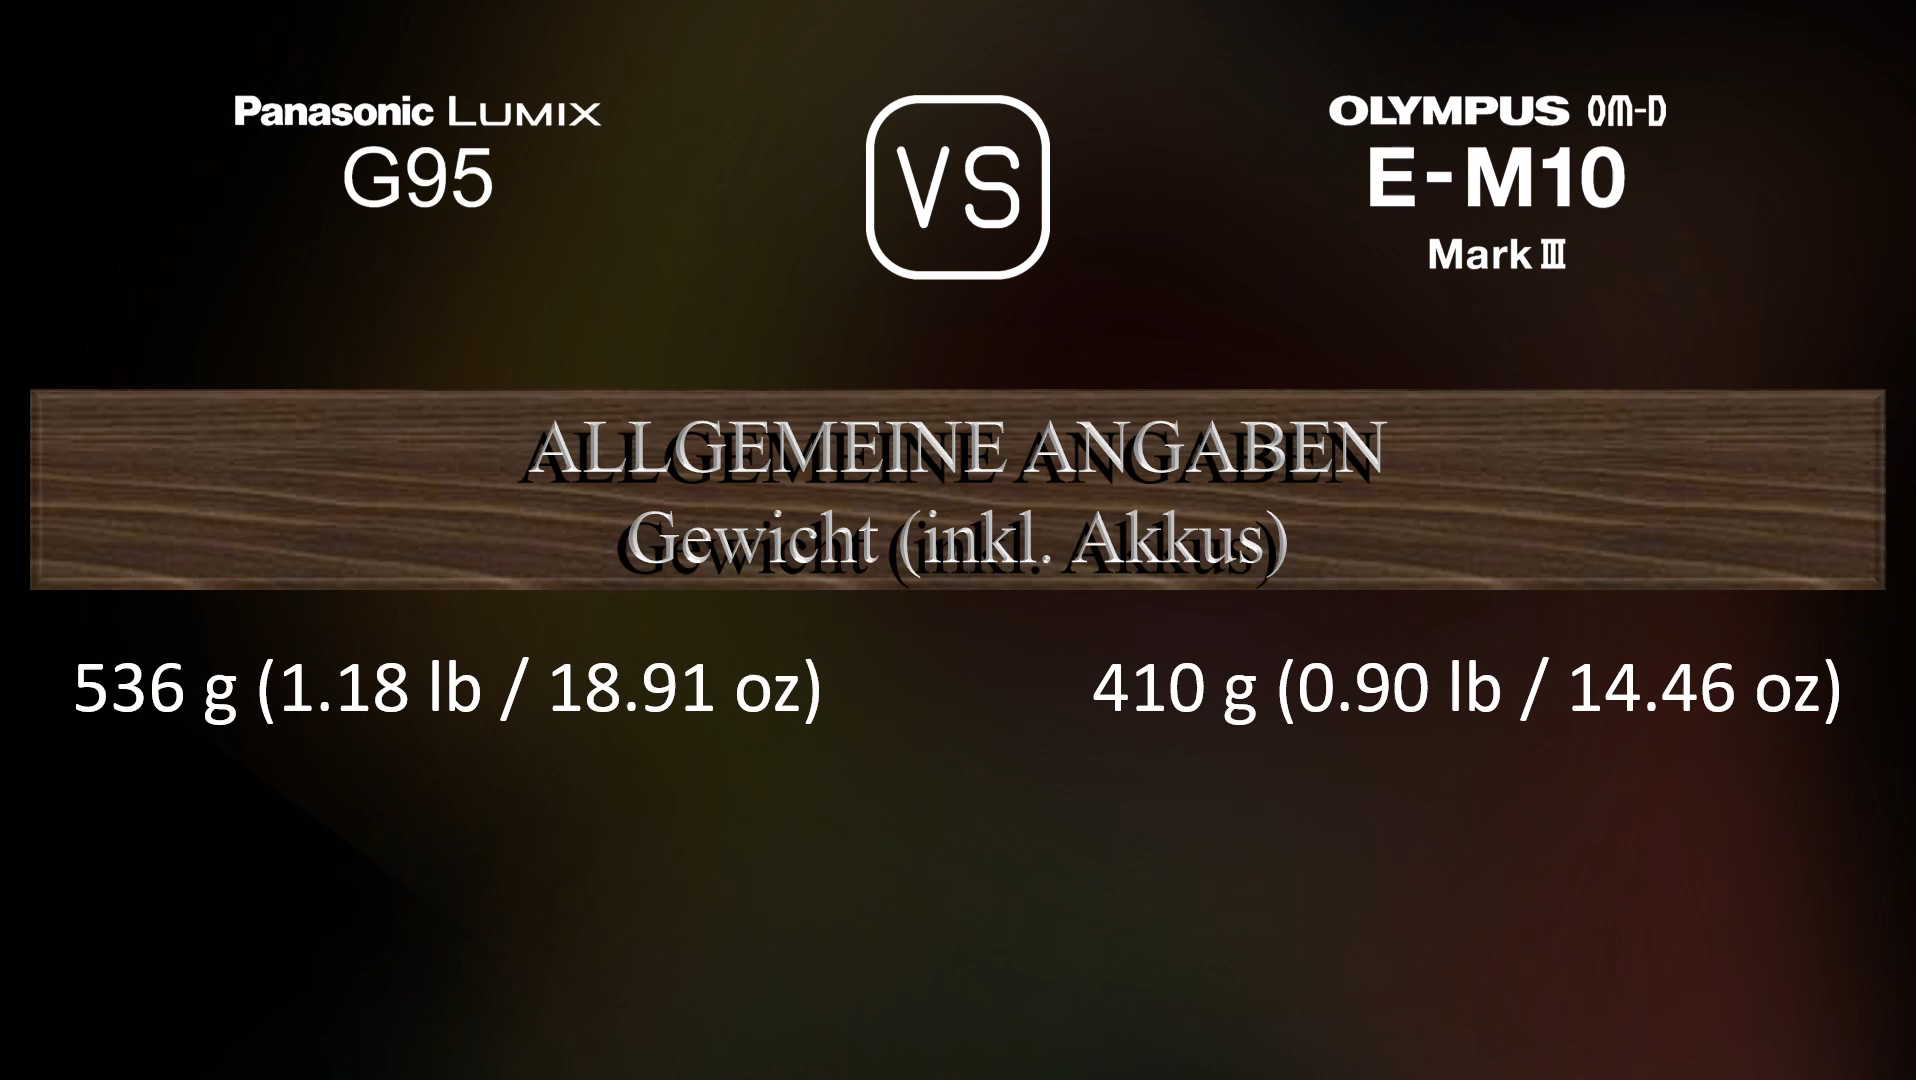 Panasonic LUMIX
G95
VS
OLYMPUS OM-D
E-M10
Mark III
ALLGEMEINE ANGABEN
Gewicht (inkl. Akkus)
536 g (1.18 lb / 18.91 oz)
410 g (0.90 lb / 14.46 oz)